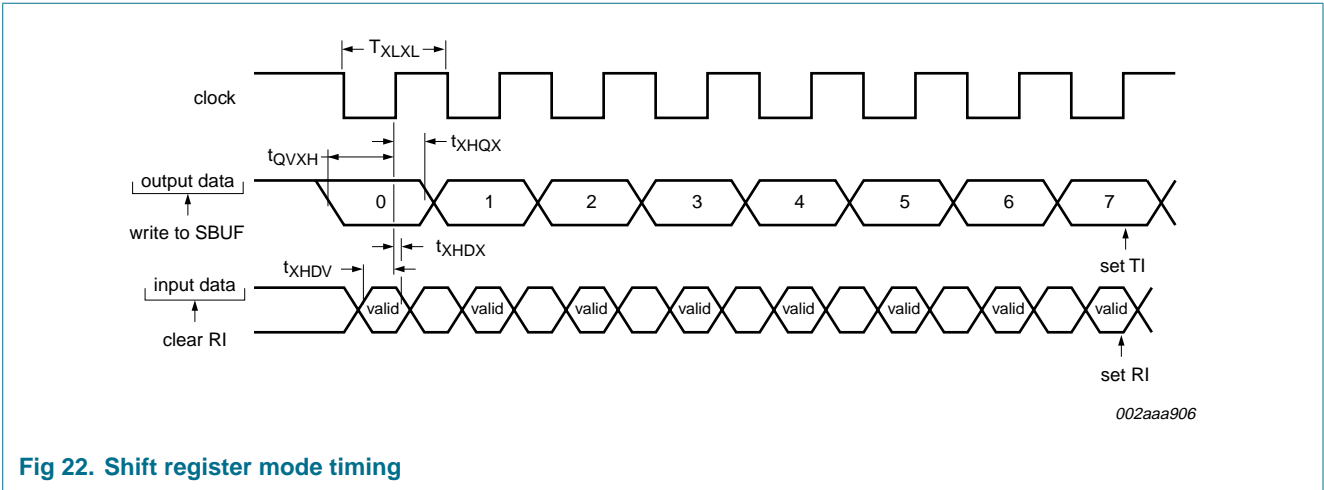 TXLXL
clock
tXHQX
tQVXH
output data
0 1 2 3 4 5 6 7
write to SBUF
tXHDX
set TI
tXHDV
input data
valid valid valid valid valid valid valid valid
clear RI
set RI
002aaa906
Fig 22. Shift register mode timing